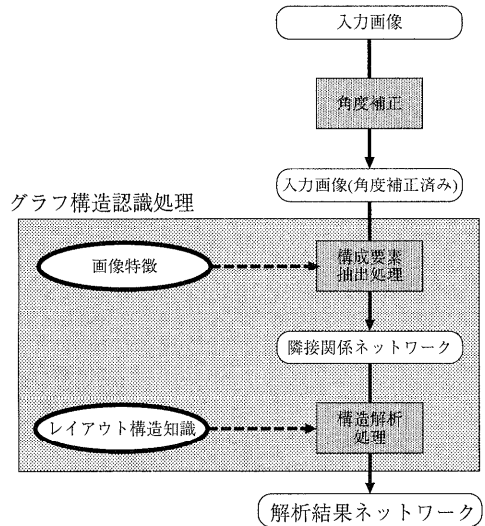 入力画像
角度補正
入力画像(角度補正済み)
グラフ構造認識処理
画像特徴
構成要素
抽出処理
隣接関係ネットワーク
レイアウト構造知識
構造解析
処理
解析結果ネットワーク